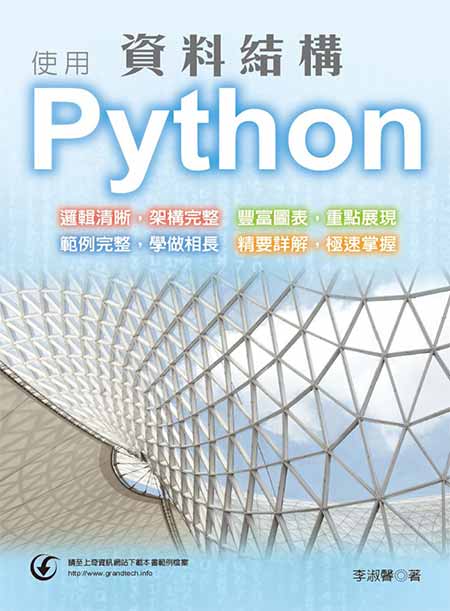 資料結構
使用
Python
邏輯清晰，架構完整　豐富圖表，重點展現
範例完整，學做相長　精要詳解，極速掌握
請至上奇資訊網站下載本書範例檔案
http://www.grandtech.info
李淑馨◎著